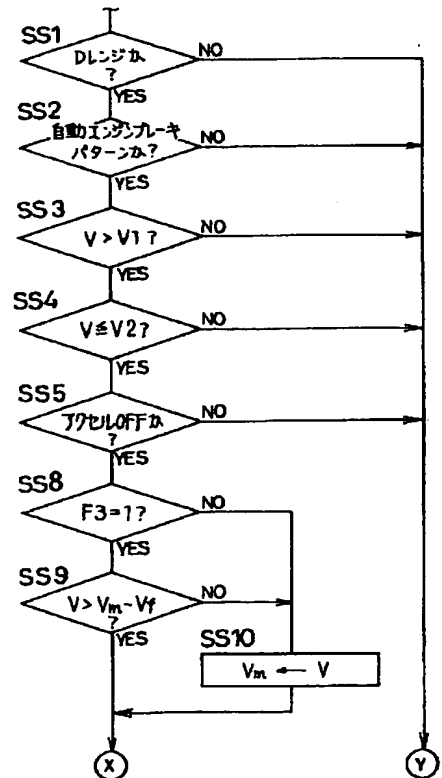 SS1
Dレンジか
?
NO
YES
SS2
自動エンジンブレーキ
パターンか?
NO
YES
SS3
V > V1 ?
NO
YES
SS4
V≦V2?
NO
YES
SS5
アクセルOFFか
?
NO
YES
SS8
F3=1?
NO
YES
SS9
V > Vm-Vf
?
NO
YES
SS10
Vm ← V
X
Y